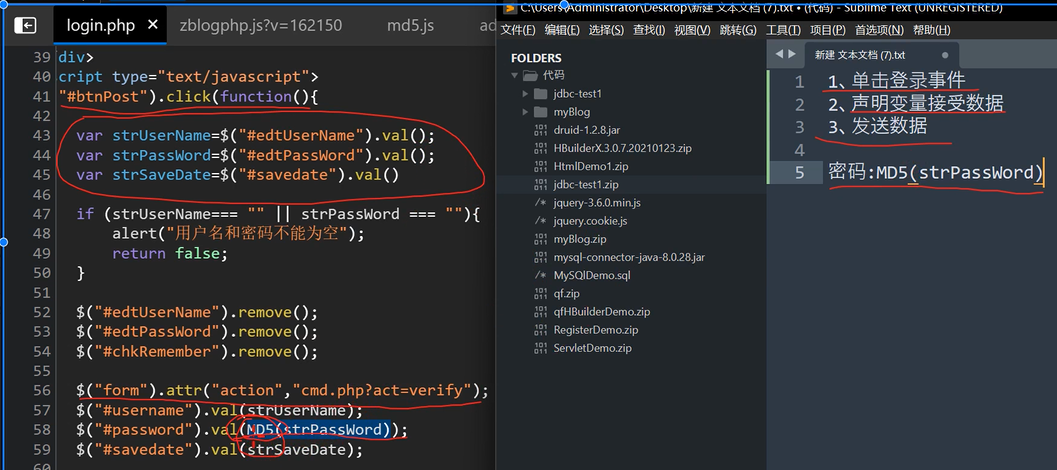 login.php ×
zblogphp.js?v=162150
md5.js
ad
39 div>
40 cript type="text/javascript">
41 "#btnPost").click(function(){
42
43 var strUserName=$("#edtUserName").val();
44 var strPassWord=$("#edtPassWord").val();
45 var strSaveDate=$("#savedate").val()
46
47 if (strUserName=== "" || strPassWord === ""){
48 alert("用户名和密码不能为空");
49 return false;
50 }
51
52 $("#edtUserName").remove();
53 $("#edtPassWord").remove();
54 $("#chkRemember").remove();
55
56 $("form").attr("action","cmd.php?act=verify");
57 $("#username").val(strUserName);
58 $("#password").val(MD5(strPassWord));
59 $("#savedate").val(strSaveDate);
60
C:\Users\Administrator\Desktop\新建 文本文档 (7).txt • (代码) - Sublime Text (UNREGISTERED)
文件(F) 编辑(E) 选择(S) 查找(I) 视图(V) 跳转(G) 工具(T) 项目(P) 首选项(N) 帮助(H)
FOLDERS
代码
jdbc-test1
myBlog
druid-1.2.8.jar
HBuilderX.3.0.7.20210123.zip
HtmlDemo1.zip
jdbc-test1.zip
jquery-3.6.0.min.js
jquery.cookie.js
myBlog.zip
mysql-connector-java-8.0.28.jar
MySQlDemo.sql
qf.zip
qfHBuilderDemo.zip
RegisterDemo.zip
ServletDemo.zip
新建 文本文档 (7).txt
1 1、单击登录事件
2 2、声明变量接受数据
3 3、发送数据
4
5 密码:MD5(strPassWord)